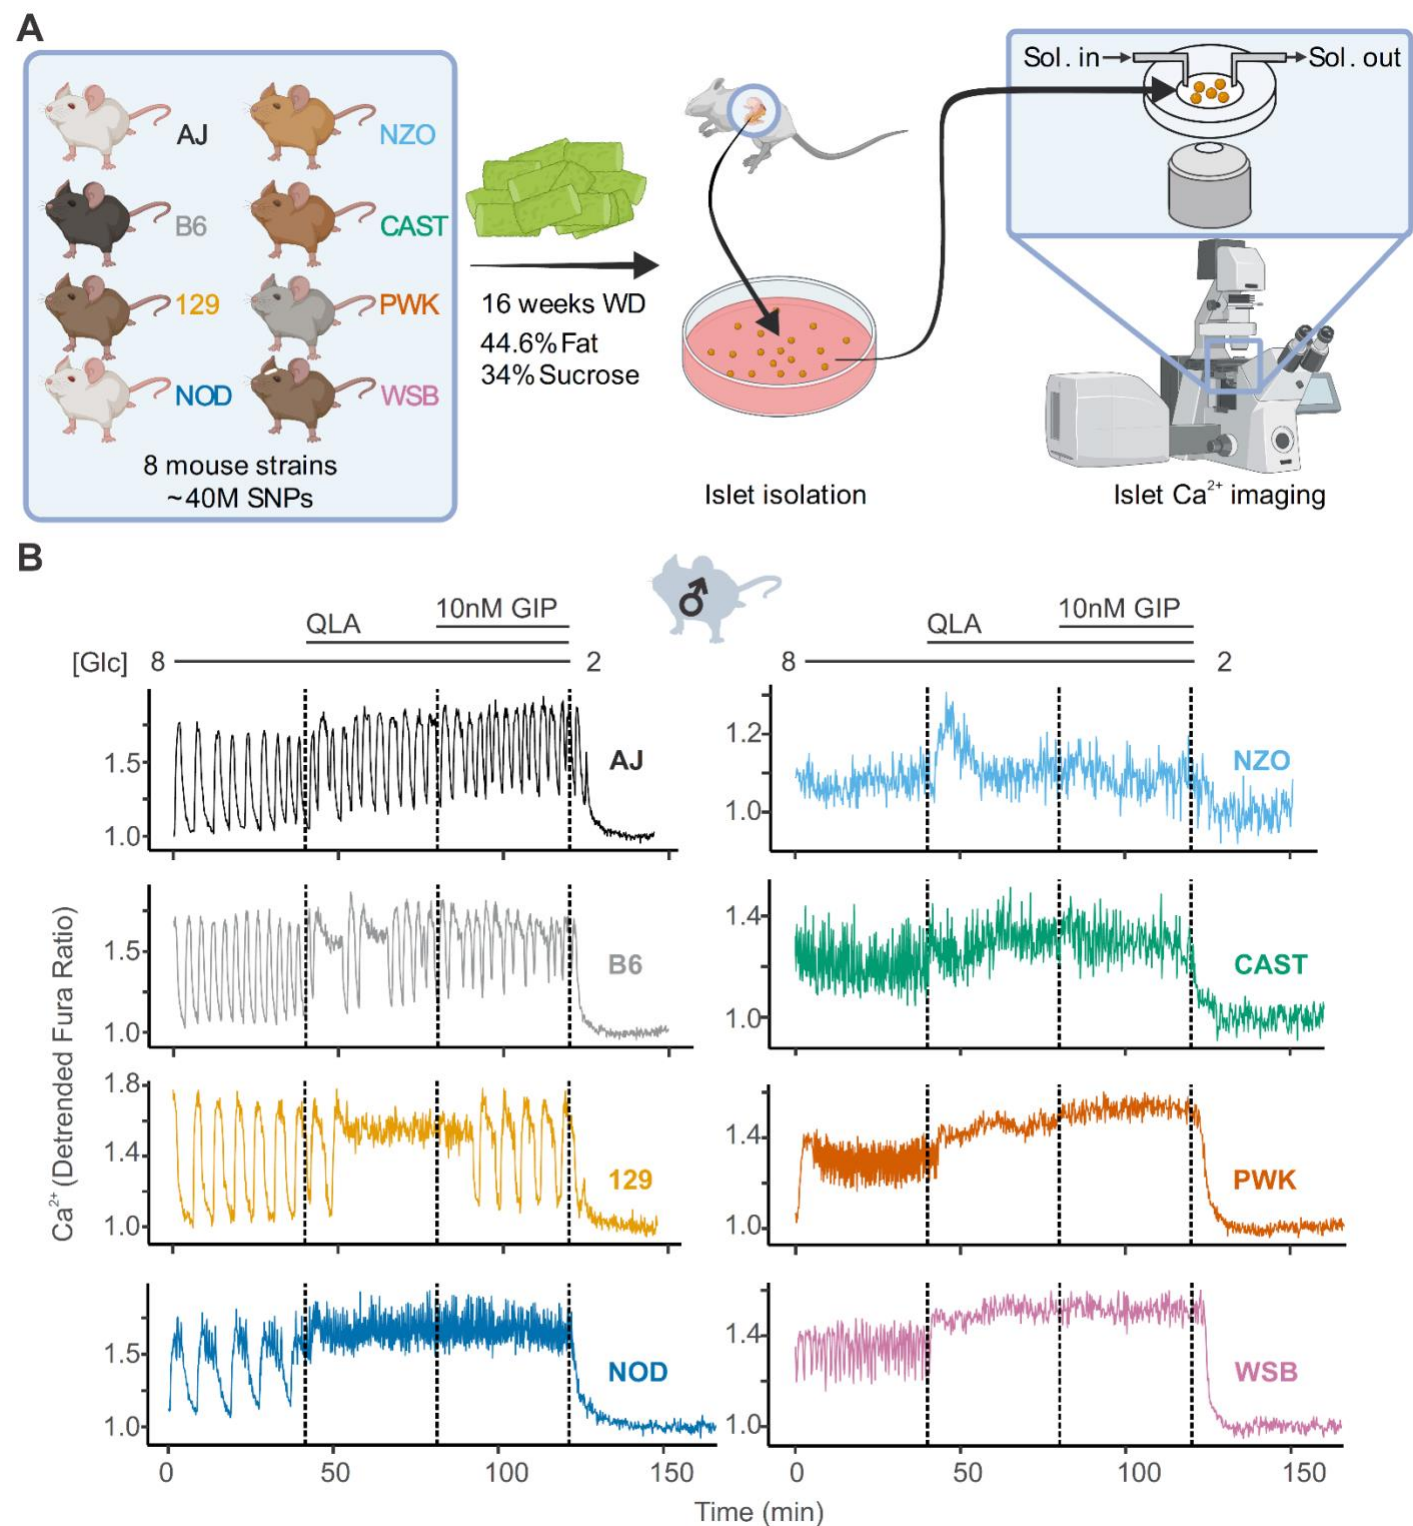 A
AJ
NZO
B6
CAST
129
PWK
NOD
WSB
8 mouse strains
~40M SNPs
16 weeks WD
44.6% Fat
34% Sucrose
Islet isolation
Sol. in
Sol. out
Islet Ca²⁺ imaging
B
10nM GIP
QLA
[Glc] 8
2
10nM GIP
QLA
8
2
1.5
1.0
AJ
1.2
1.0
NZO
1.5
1.0
B6
1.4
1.0
CAST
1.8
1.4
1.0
129
1.4
1.0
PWK
1.5
1.0
NOD
1.4
1.0
WSB
0 50 100 150
0 50 100 150
Ca²⁺ (Detrended Fura Ratio)
Time (min)